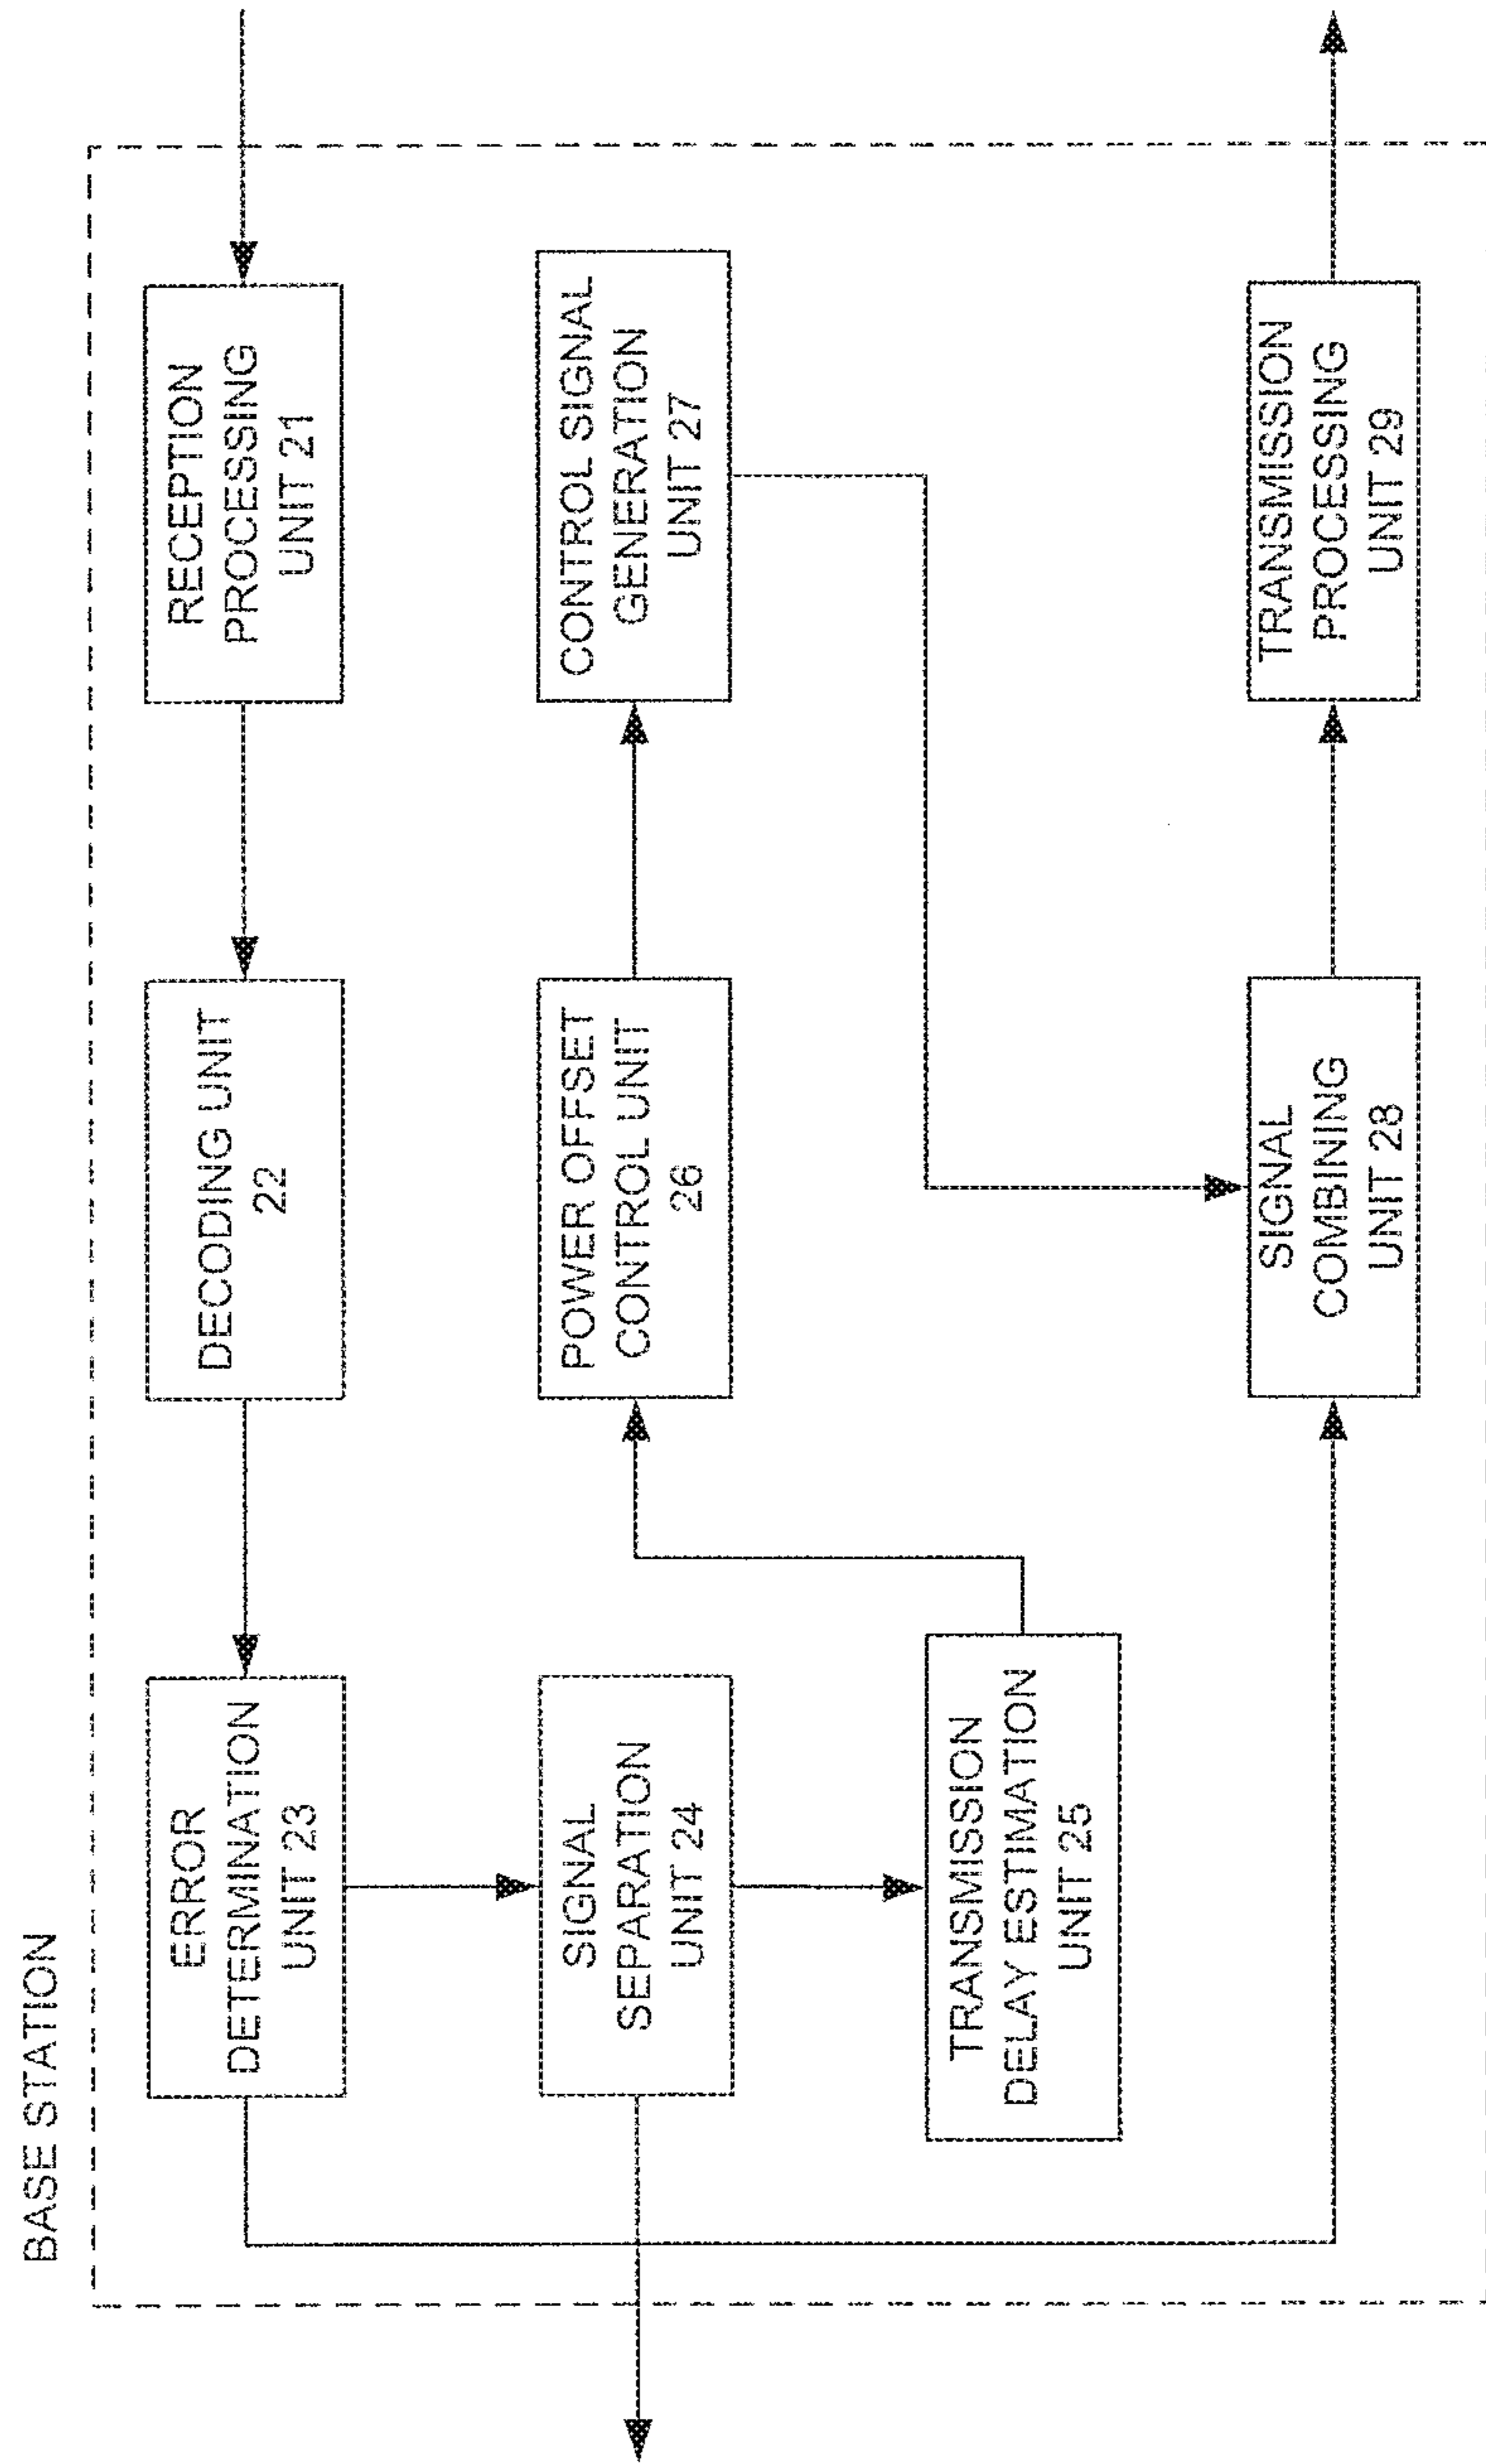 BASE STATION
ERROR
DETERMINATION
UNIT 23
DECODING UNIT
22
RECEPTION
PROCESSING
UNIT 21
SIGNAL
SEPARATION
UNIT 24
POWER OFFSET
CONTROL UNIT
26
CONTROL SIGNAL
GENERATION
UNIT 27
TRANSMISSION
DELAY ESTIMATION
UNIT 25
SIGNAL
COMBINING
UNIT 28
TRANSMISSION
PROCESSING
UNIT 29